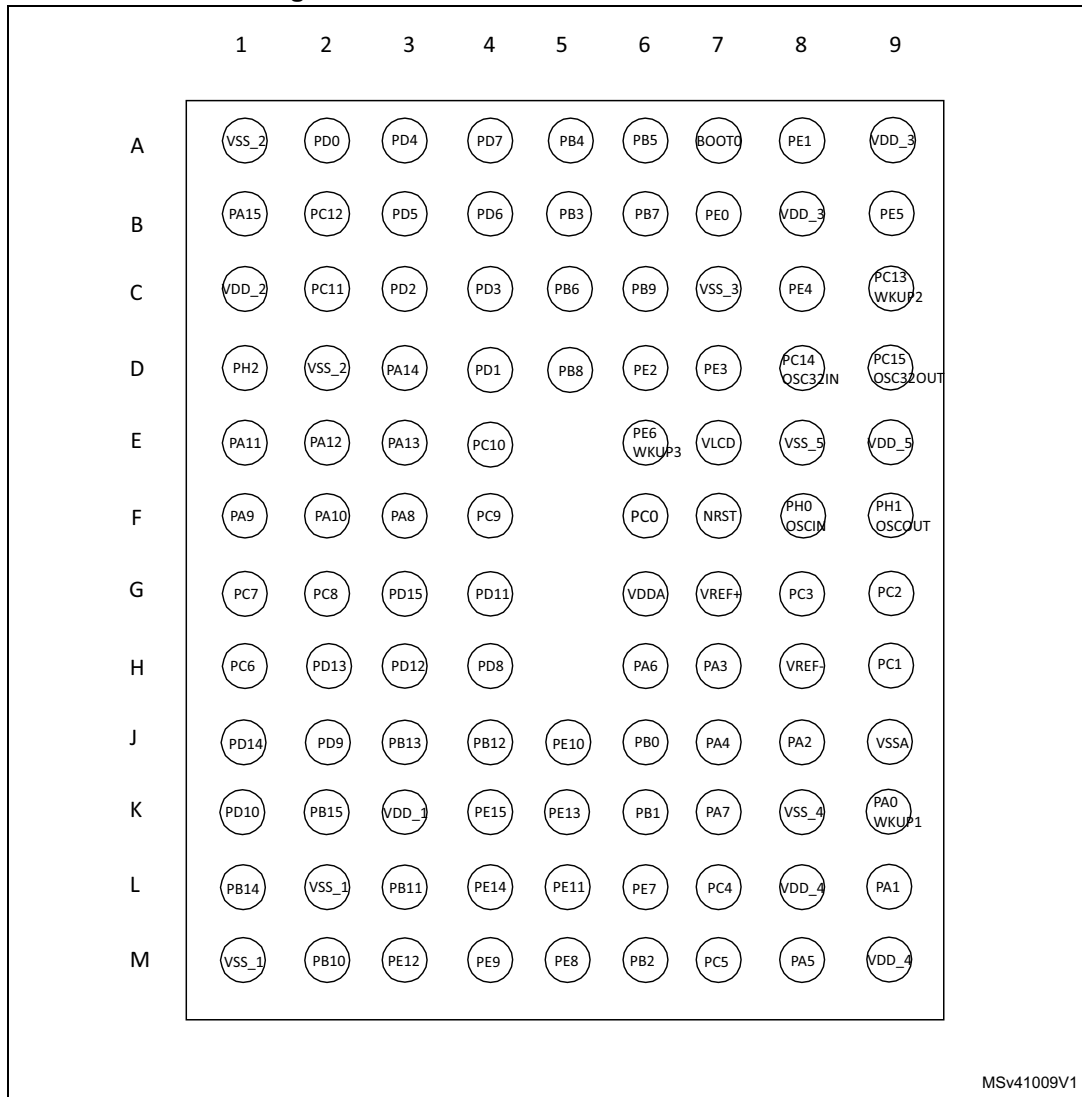 1 2 3 4 5 6 7 8 9
A VSS_2 PD0 PD4 PD7 PB4 PB5 BOOT0 PE1 VDD_3
B PA15 PC12 PD5 PD6 PB3 PB7 PE0 VDD_3 PE5
C VDD_2 PC11 PD2 PD3 PB6 PB9 VSS_3 PE4 PC13 WKUP2
D PH2 VSS_2 PA14 PD1 PB8 PE2 PE3 PC14 OSC32IN PC15 OSC32OUT
E PA11 PA12 PA13 PC10 PE6 WKUP3 VLCD VSS_5 VDD_5
F PA9 PA10 PA8 PC9 PC0 NRST PH0 OSCIN PH1 OSCOUT
G PC7 PC8 PD15 PD11 VDDA VREF+ PC3 PC2
H PC6 PD13 PD12 PD8 PA6 PA3 VREF- PC1
J PD14 PD9 PB13 PB12 PE10 PB0 PA4 PA2 VSSA
K PD10 PB15 VDD_1 PE15 PE13 PB1 PA7 VSS_4 PA0 WKUP1
L PB14 VSS_1 PB11 PE14 PE11 PE7 PC4 VDD_4 PA1
M VSS_1 PB10 PE12 PE9 PE8 PB2 PC5 PA5 VDD_4
MSv41009V1